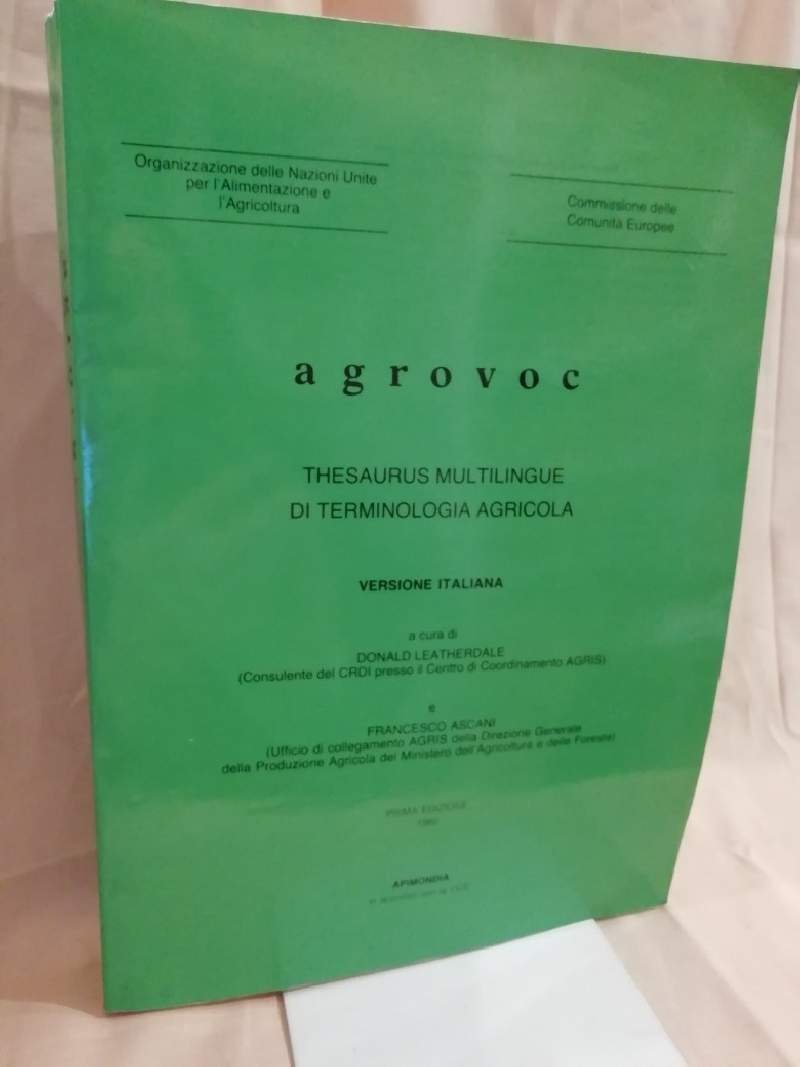 Organizzazione delle Nazioni Unite
per l'Alimentazione e
l'Agricoltura
Commissione delle
Comunità Europee
agrovoc
THESAURUS MULTILINGUE
DI TERMINOLOGIA AGRICOLA
VERSIONE ITALIANA
a cura di
DONALD LEATHERDALE
(Consulente del CRDI presso il Centro di Coordinamento AGRIS)
e
FRANCESCO ASCANI
(Ufficio di collegamento AGRIS della Direzione Generale
della Produzione Agricola del Ministero dell'Agricoltura e delle Foreste)
PRIMA EDIZIONE
APIMONDIA